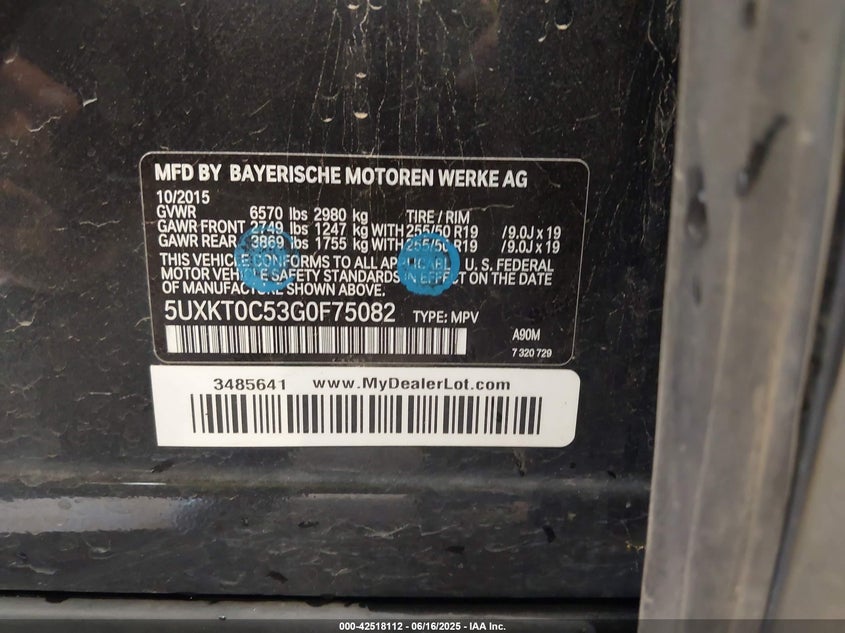 MFD BY BAYERISCHE MOTOREN WERKE AG
10/2015
GVWR 6570 lbs 2980 kg TIRE / RIM
GAWR FRONT 2749 lbs 1247 kg WITH 255/50 R19 /9.0J x 19
GAWR REAR 3869 lbs 1755 kg WITH 255/50 R19 /9.0J x 19
THIS VEHICLE CONFORMS TO ALL APPLICABLE U. S. FEDERAL
MOTOR VEHICLE SAFETY STANDARDS IN EFFECT ON THE DATE
OF MANUFACTURE SHOWN ABOVE.
5UXKT0C53G0F75082 TYPE: MPV
A90M
7 320 729
3485641 www.MyDealerLot.com
000-42518112 - 06/16/2025 - IAA Inc.